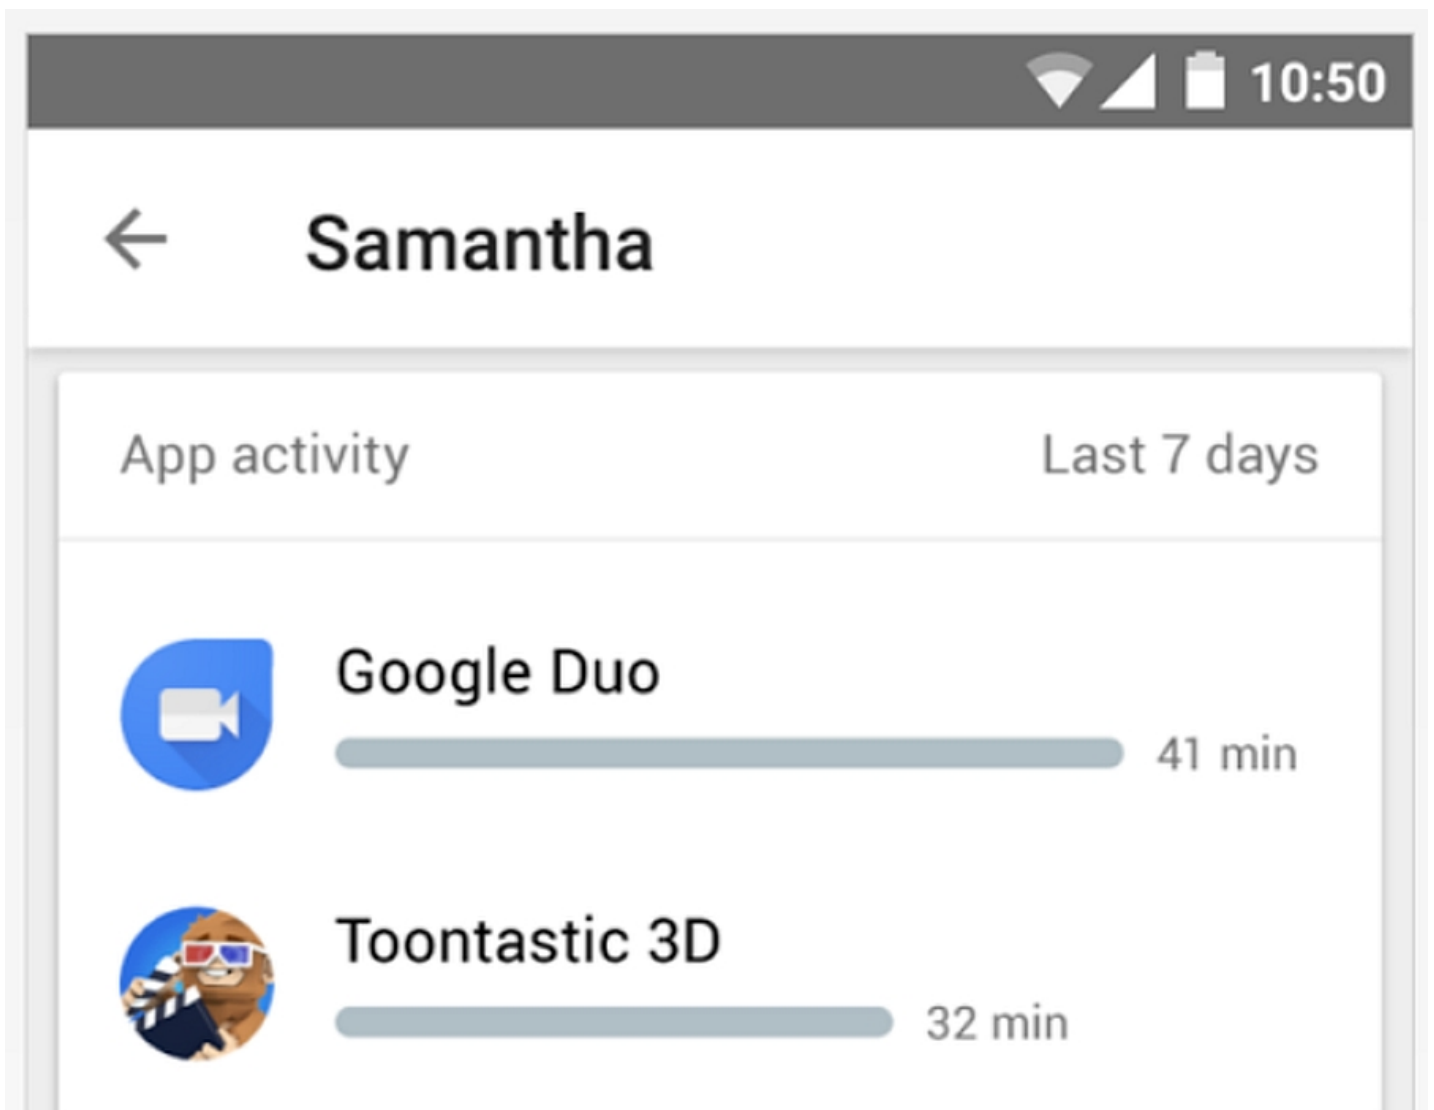 10:50
Samantha
App activity Last 7 days
Google Duo
41 min
Toontastic 3D
32 min